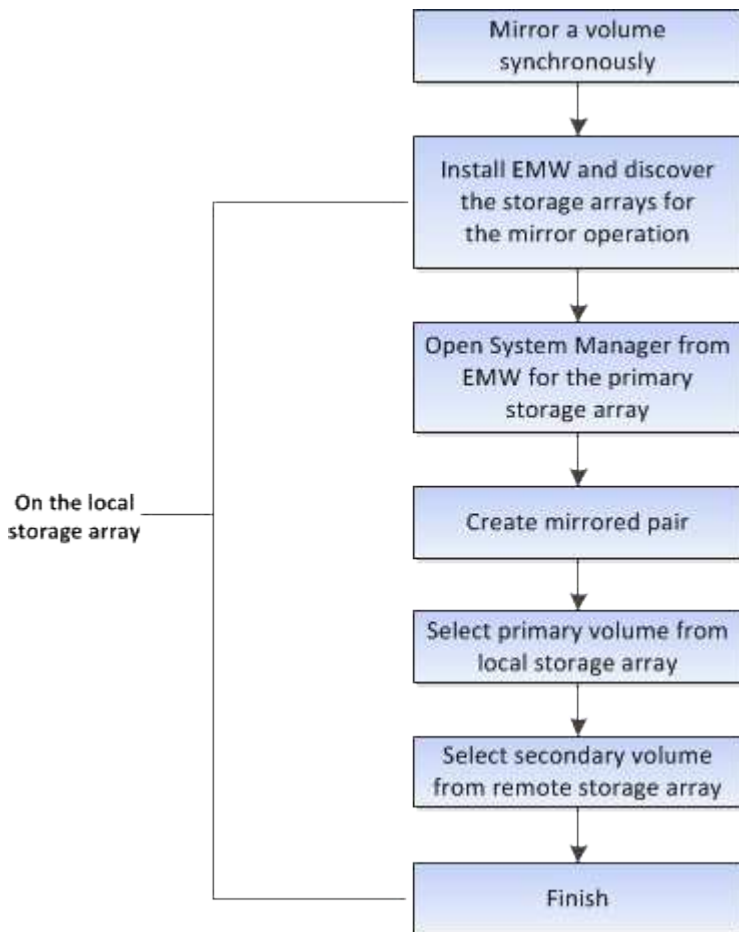 Mirror a volume
synchronously
Install EMW and discover
the storage arrays for
the mirror operation
Open System Manager from
EMW for the primary
storage array
On the local
storage array
Create mirrored pair
Select primary volume from
local storage array
Select secondary volume
from remote storage array
Finish